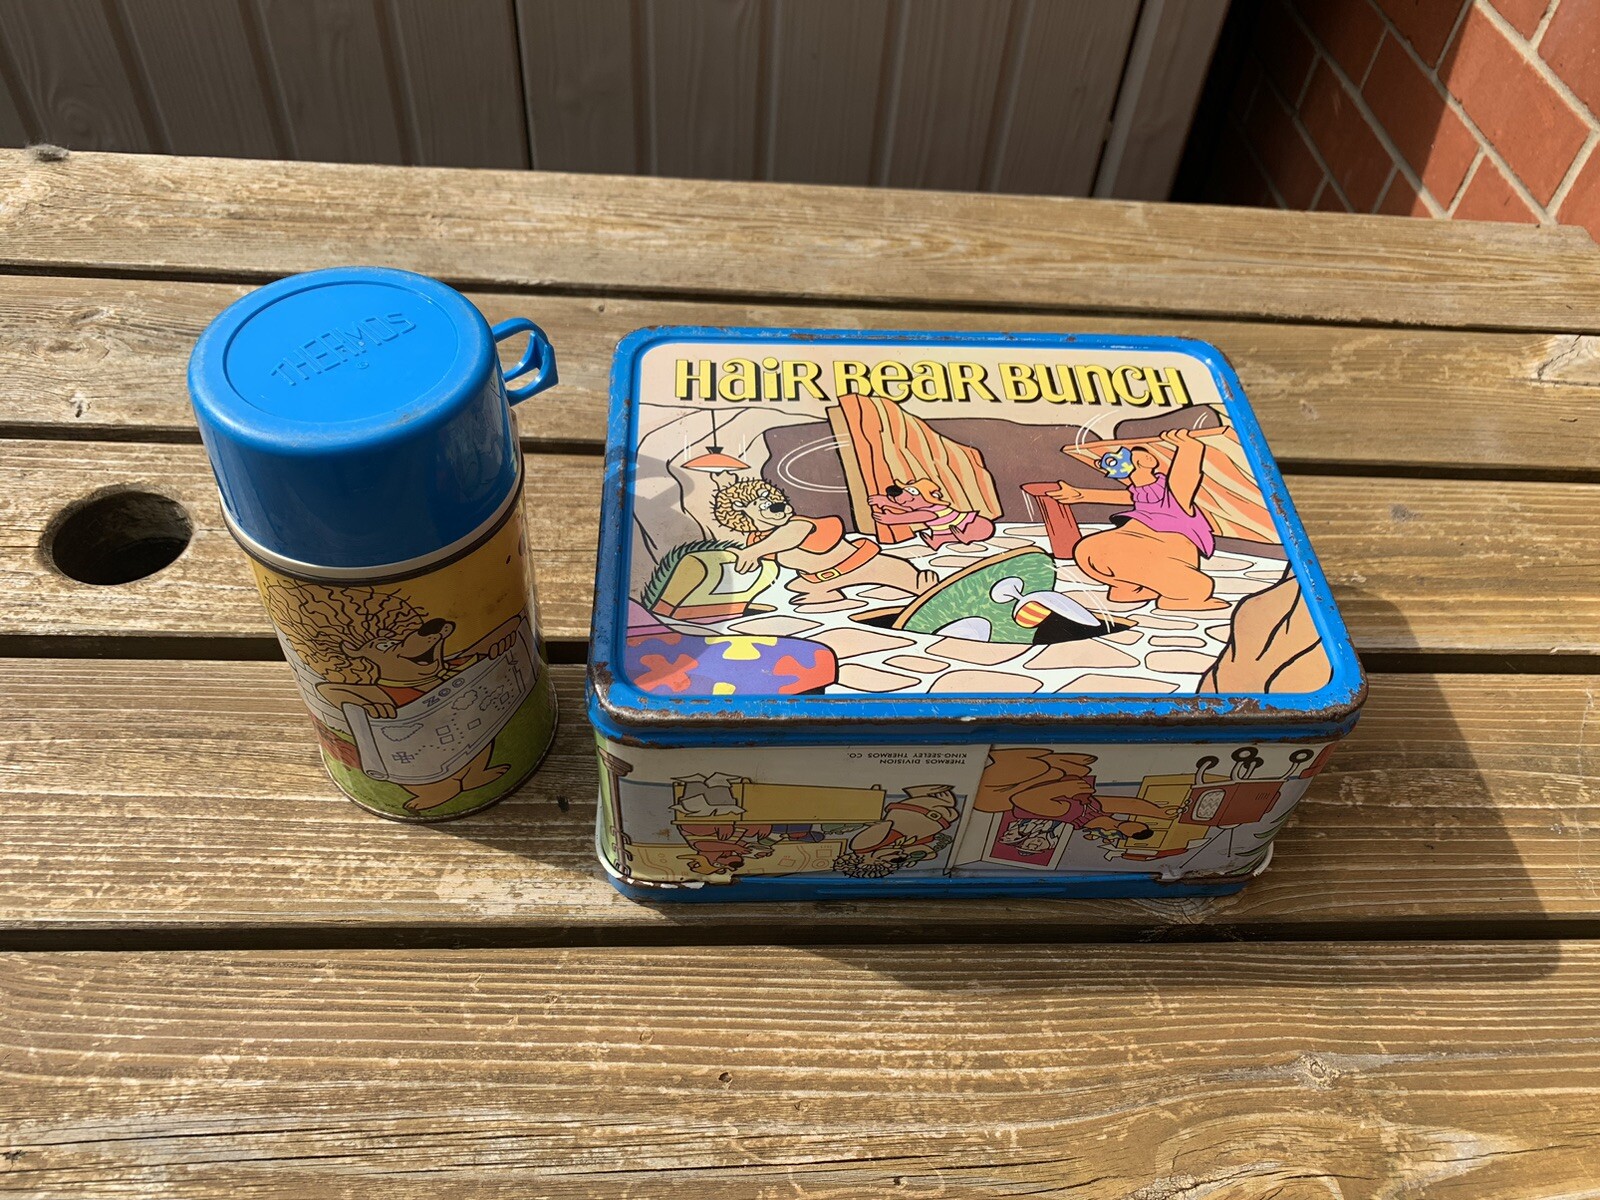 THERMOS
®
HAIR BEAR BUNCH
ZOO
THERMOS DIVISION
KING-SEELEY THERMOS CO.